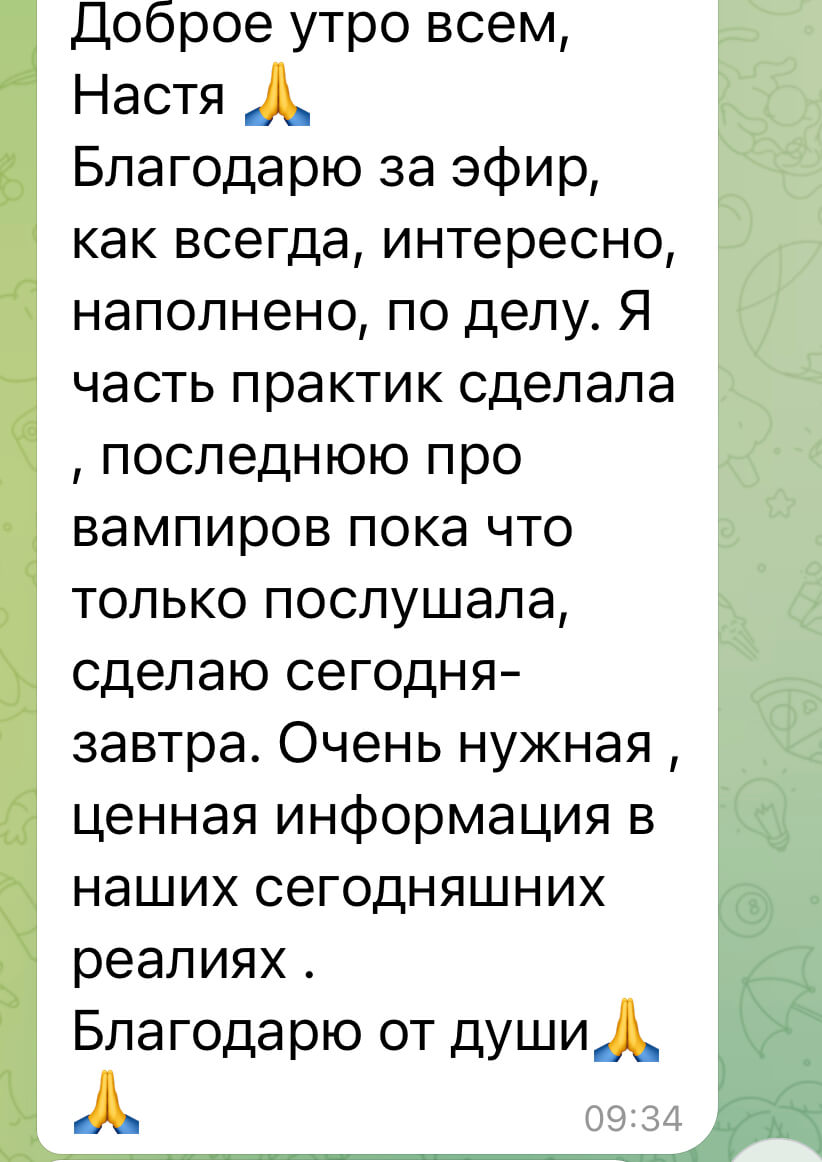 Доброе утро всем,
Настя 🙏
Благодарю за эфир,
как всегда, интересно,
наполнено, по делу. Я
часть практик сделала
, последнюю про
вампиров пока что
только послушала,
сделаю сегодня-
завтра. Очень нужная ,
ценная информация в
наших сегодняшних
реалиях .
Благодарю от души🙏
🙏
09:34